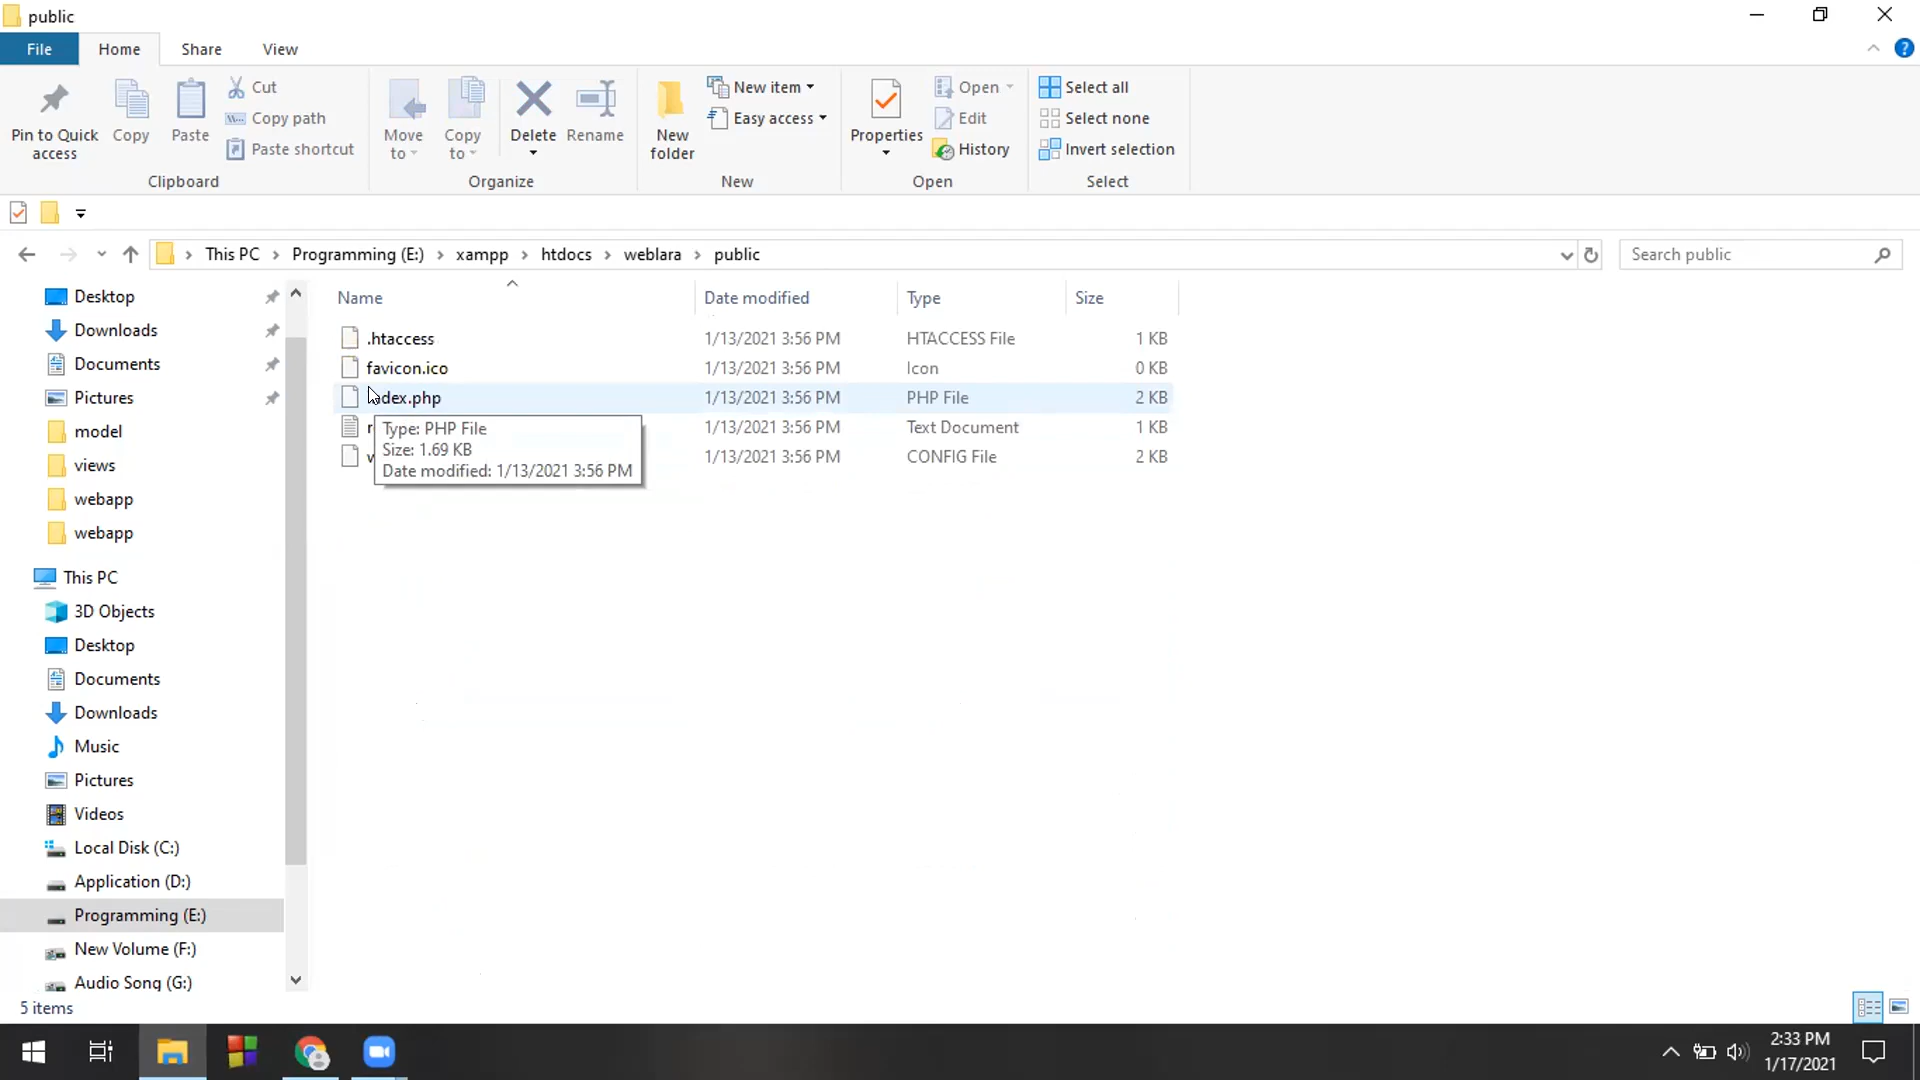 public
File Home Share View
Pin to Quick access
Copy
Paste
Cut
Copy path
Paste shortcut
Clipboard
Move to
Copy to
Delete
Rename
Organize
New folder
New item
Easy access
New
Properties
Open
Edit
History
Open
Select all
Select none
Invert selection
Select
This PC > Programming (E:) > xampp > htdocs > weblara > public
Search public
Name Date modified Type Size
.htaccess 1/13/2021 3:56 PM HTACCESS File 1 KB
favicon.ico 1/13/2021 3:56 PM Icon 0 KB
index.php 1/13/2021 3:56 PM PHP File 2 KB
1/13/2021 3:56 PM Text Document 1 KB
1/13/2021 3:56 PM CONFIG File 2 KB
Type: PHP File
Size: 1.69 KB
Date modified: 1/13/2021 3:56 PM
Desktop
Downloads
Documents
Pictures
model
views
webapp
webapp
This PC
3D Objects
Desktop
Documents
Downloads
Music
Pictures
Videos
Local Disk (C:)
Application (D:)
Programming (E:)
New Volume (F:)
Audio Song (G:)
5 items
2:33 PM
1/17/2021